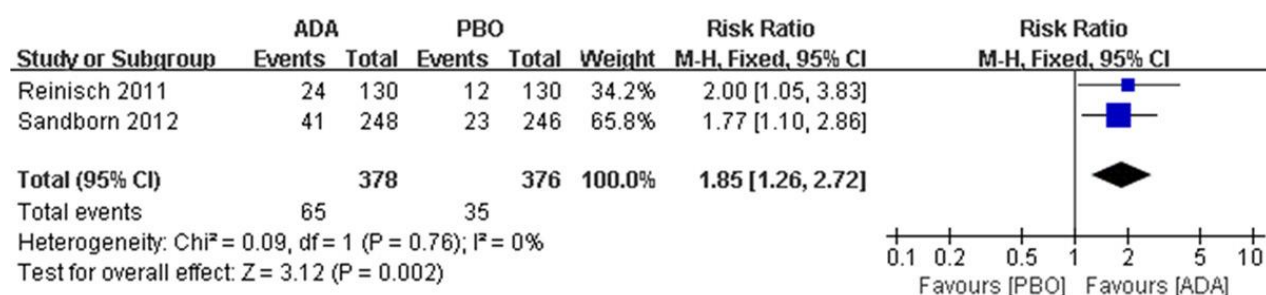 ADA PBO Risk Ratio Risk Ratio
Study or Subgroup Events Total Events Total Weight M-H, Fixed, 95% CI M-H, Fixed, 95% CI
Reinisch 2011 24 130 12 130 34.2% 2.00 [1.05, 3.83]
Sandborn 2012 41 248 23 246 65.8% 1.77 [1.10, 2.86]
Total (95% CI) 378 376 100.0% 1.85 [1.26, 2.72]
Total events 65 35
Heterogeneity: Chi² = 0.09, df = 1 (P = 0.76); I² = 0%
Test for overall effect: Z = 3.12 (P = 0.002)
0.1 0.2 0.5 1 2 5 10
Favours [PBO] Favours [ADA]